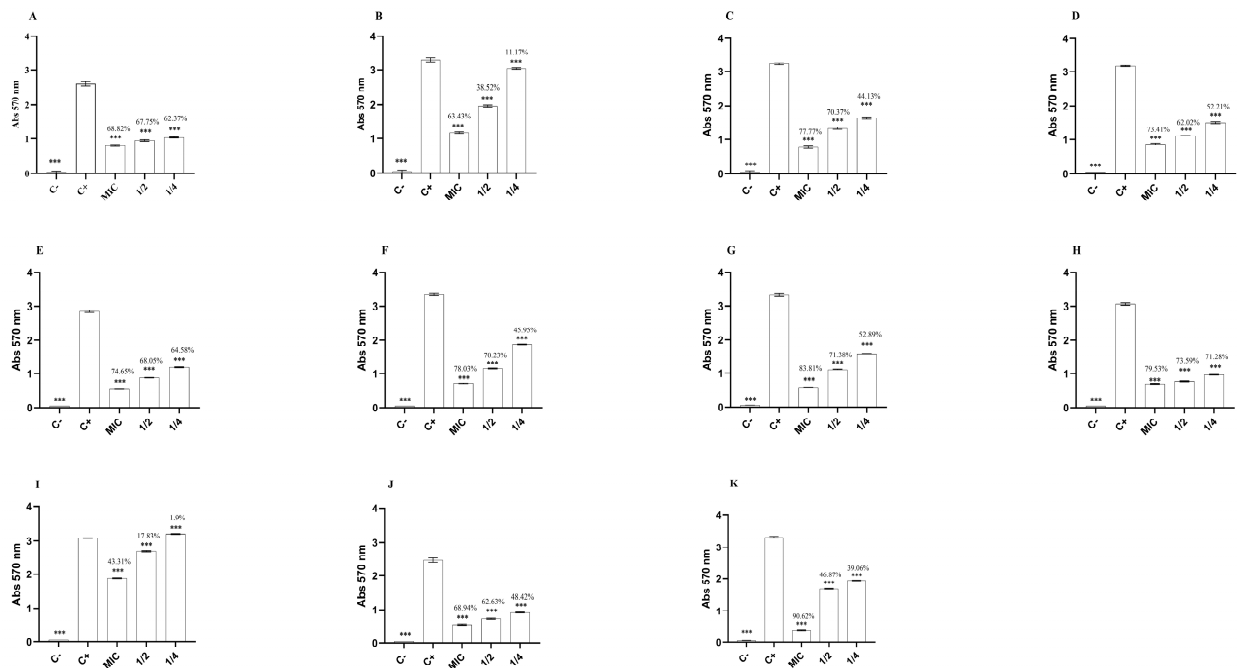 A
Abs 570 nm
4
3
2
1
0
***
68.82%
***
67.75%
***
62.37%
***
C-
C+
MIC
1/2
1/4
B
Abs 570 nm
4
3
2
1
0
***
63.43%
***
38.52%
***
11.17%
***
C-
C+
MIC
1/2
1/4
C
Abs 570 nm
4
3
2
1
0
***
77.77%
***
70.37%
***
44.13%
***
C-
C+
MIC
1/2
1/4
D
Abs 570 nm
4
3
2
1
0
***
73.41%
***
62.02%
***
52.21%
***
C-
C+
MIC
1/2
1/4
E
Abs 570 nm
4
3
2
1
0
***
74.65%
***
68.05%
***
64.58%
***
C-
C+
MIC
1/2
1/4
F
Abs 570 nm
4
3
2
1
0
***
78.03%
***
***
45.95%
***
C-
C+
MIC
1/2
1/4
G
Abs 570 nm
4
3
2
1
0
***
83.81%
***
71.38%
***
52.89%
***
C-
C+
MIC
1/2
1/4
H
Abs 570 nm
4
3
2
1
0
***
79.53%
***
73.59%
***
71.28%
***
C-
C+
MIC
1/2
1/4
I
Abs 570 nm
4
3
2
1
0
***
43.31%
***
17.83%
***
1.9%
***
C-
C+
MIC
1/2
1/4
J
Abs 570 nm
4
3
2
1
0
***
68.94%
***
62.63%
***
48.42%
***
C-
C+
MIC
1/2
1/4
K
Abs 570 nm
4
3
2
1
0
***
90.62%
***
46.87%
***
39.06%
***
C-
C+
MIC
1/2
1/4